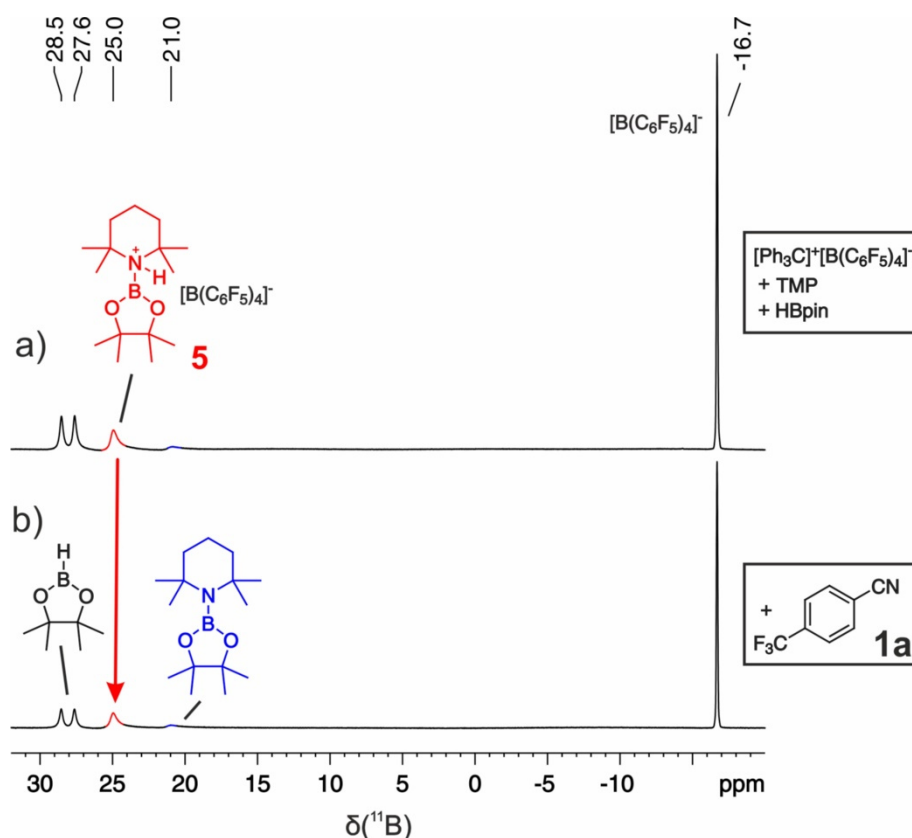 28.5
27.6
25.0
21.0
-16.7
[B(C₆F₅)₄]⁻
N
+
H
B
O
O
[B(C₆F₅)₄]⁻
5
a)
[Ph₃C]⁺[B(C₆F₅)₄]⁻
+ TMP
+ HBpin
b)
H
B
O
O
N
B
O
O
+
CN
F₃C
1a
30 25 20 15 10 5 0 -5 -10 ppm
δ(¹¹B)